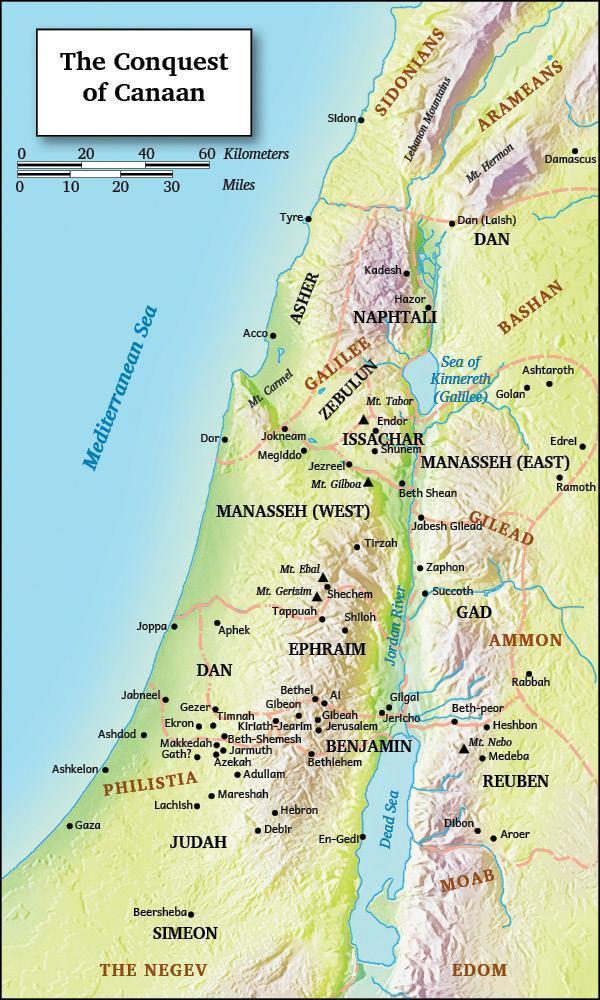 The Conquest
of Canaan
0 20 40 60 Kilometers
0 10 20 30 Miles
SIDONIANS
Lebanon Mountains
ARAMEANS
Sidon
Mt. Hermon
Damascus
Tyre
Dan (Laish)
DAN
Kadesh
ASHER
Hazor
NAPHTALI
BASHAN
Mediterranean Sea
Acco
GALILEE
Sea of
Kinnereth
(Galilee)
Ashtaroth
Golan
Mt. Carmel
ZEBULUN
Mt. Tabor
Endor
Dor
Jokneam
ISSACHAR
Edrei
Megiddo
Shunem
Jezreel
MANASSEH (EAST)
Mt. Gilboa
Ramoth
Beth Shean
MANASSEH (WEST)
Jabesh Gilead
GILEAD
Tirzah
Mt. Ebal
Zaphon
Mt. Gerizim
Shechem
Succoth
Tappuah
Jordan River
GAD
Joppa
Aphek
Shiloh
AMMON
EPHRAIM
DAN
Rabbah
Jabneel
Bethel
Ai
Gilgal
Gezer
Gibeon
Timnah
Gibeah
Jericho
Beth-peor
Ekron
Kiriath-Jearim
Jerusalem
Heshbon
Ashdod
Beth-Shemesh
BENJAMIN
Makkedah
Jarmuth
Mt. Nebo
Gath?
Azekah
Bethlehem
Medeba
Ashkelon
PHILISTIA
Adullam
REUBEN
Mareshah
Lachish
Hebron
Dead Sea
Gaza
Debir
Dibon
JUDAH
En-Gedi
Aroer
MOAB
Beersheba
SIMEON
THE NEGEV
EDOM